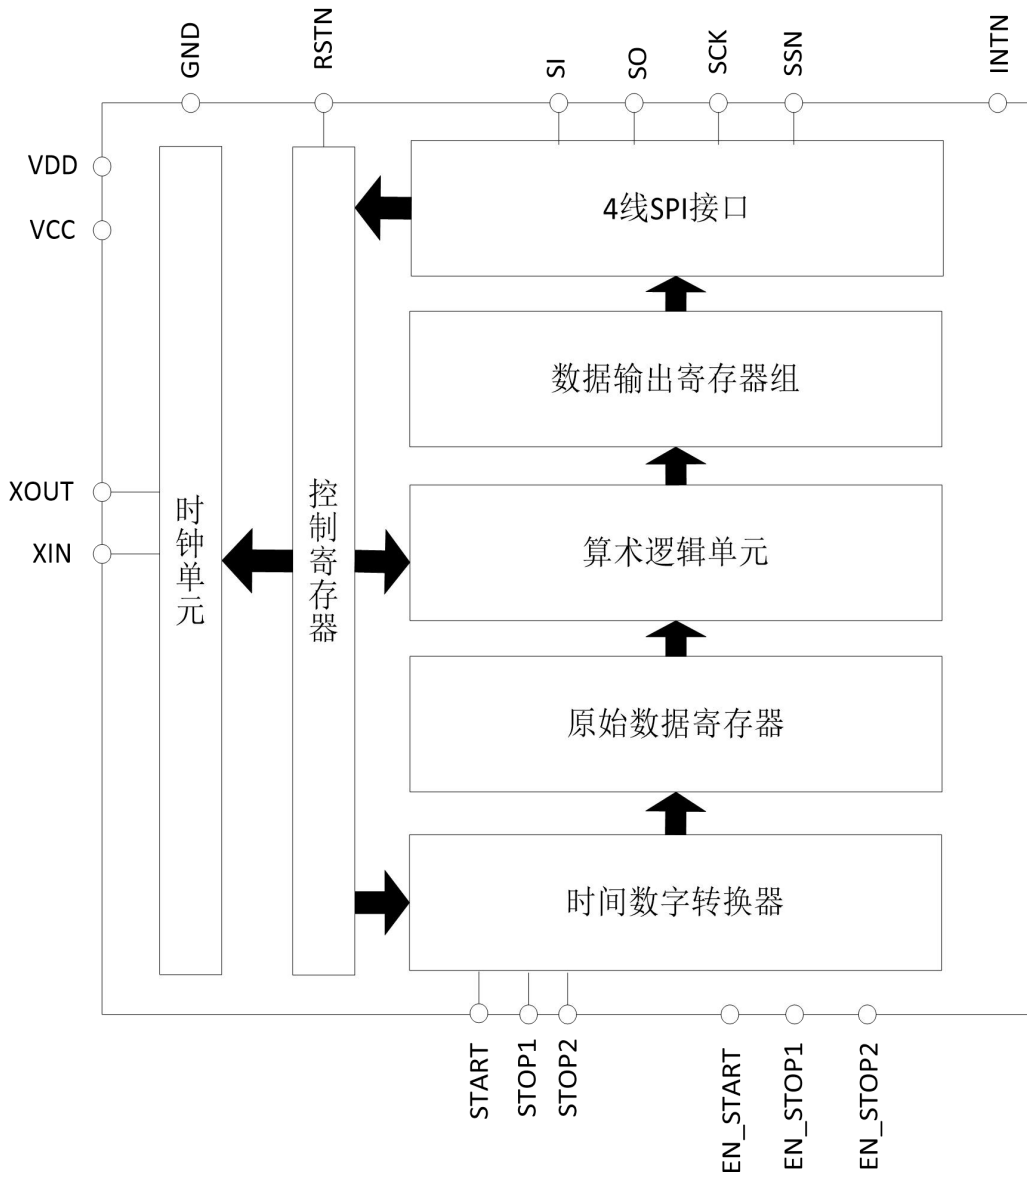 GND
RSTN
SI
SO
SCK
SSN
INTN
VDD
VCC
XOUT
XIN
时钟单元
控制寄存器
4线SPI接口
数据输出寄存器组
算术逻辑单元
原始数据寄存器
时间数字转换器
START
STOP1
STOP2
EN_START
EN_STOP1
EN_STOP2